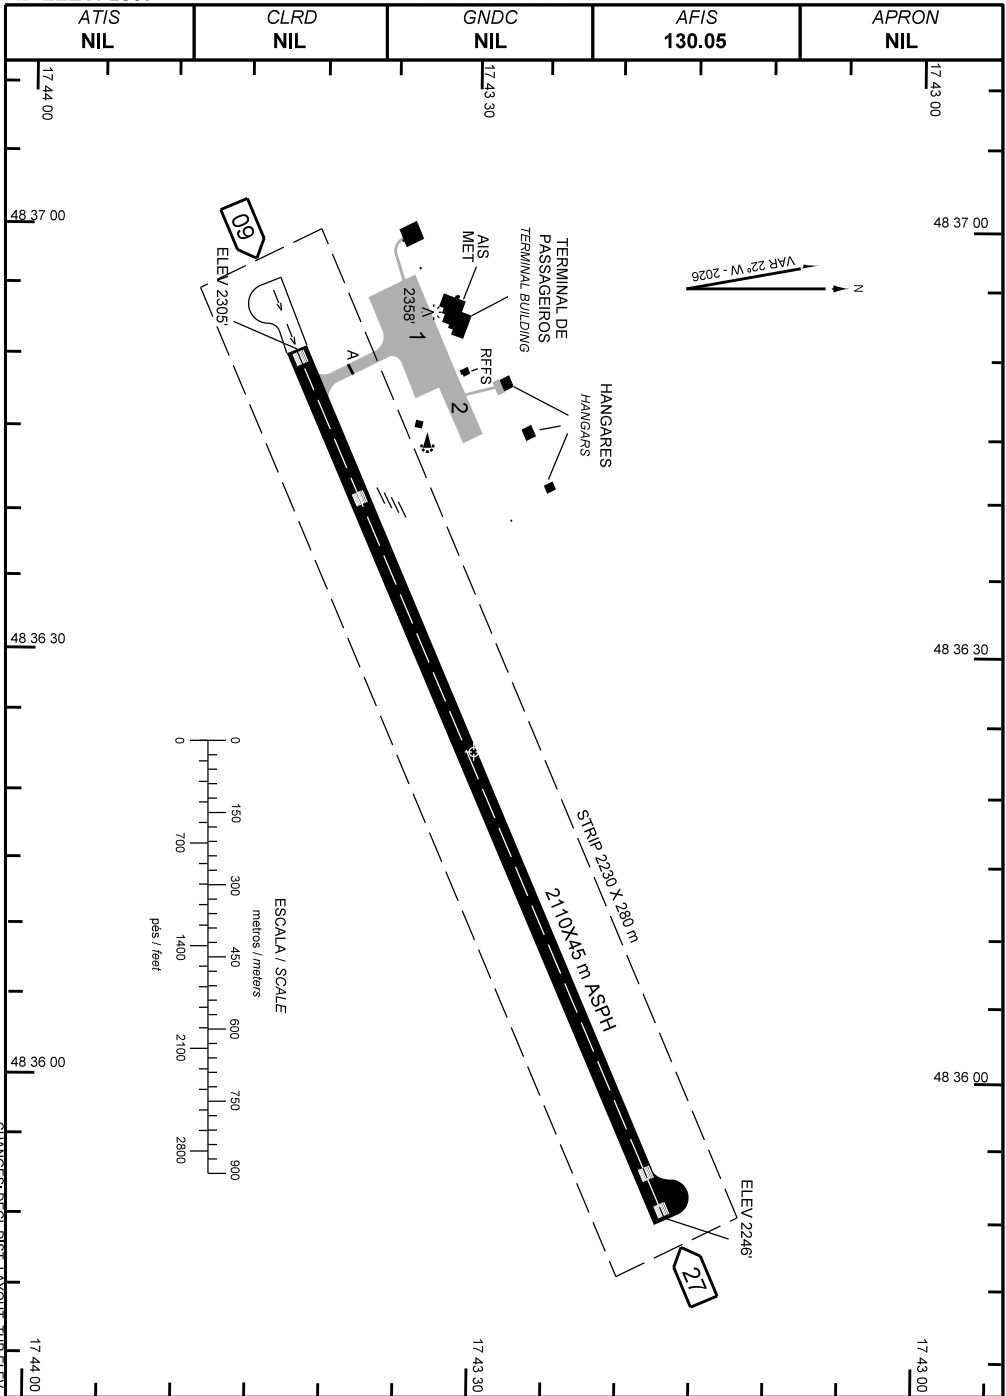 ATIS
NIL
CLRD
NIL
GNDC
NIL
AFIS
130.05
APRON
NIL
17 44 00
17 43 30
17 43 00
48 37 00
48 37 00
09
ELEV 2305'
AIS
MET
TERMINAL DE
PASSAGEIROS
TERMINAL BUILDING
VAR 22° W - 2026
N
2358'
1
A
RFFS
2
HANGARES
HANGARS
48 36 30
48 36 30
STRIP 2230 X 280 m
2110X45 m ASPH
ESCALA / SCALE
metros / meters
0 150 300 450 600 750 900
0 700 1400 2100 2800
pés / feet
48 36 00
48 36 00
ELEV 2246'
27
17 44 00
17 43 30
17 43 00